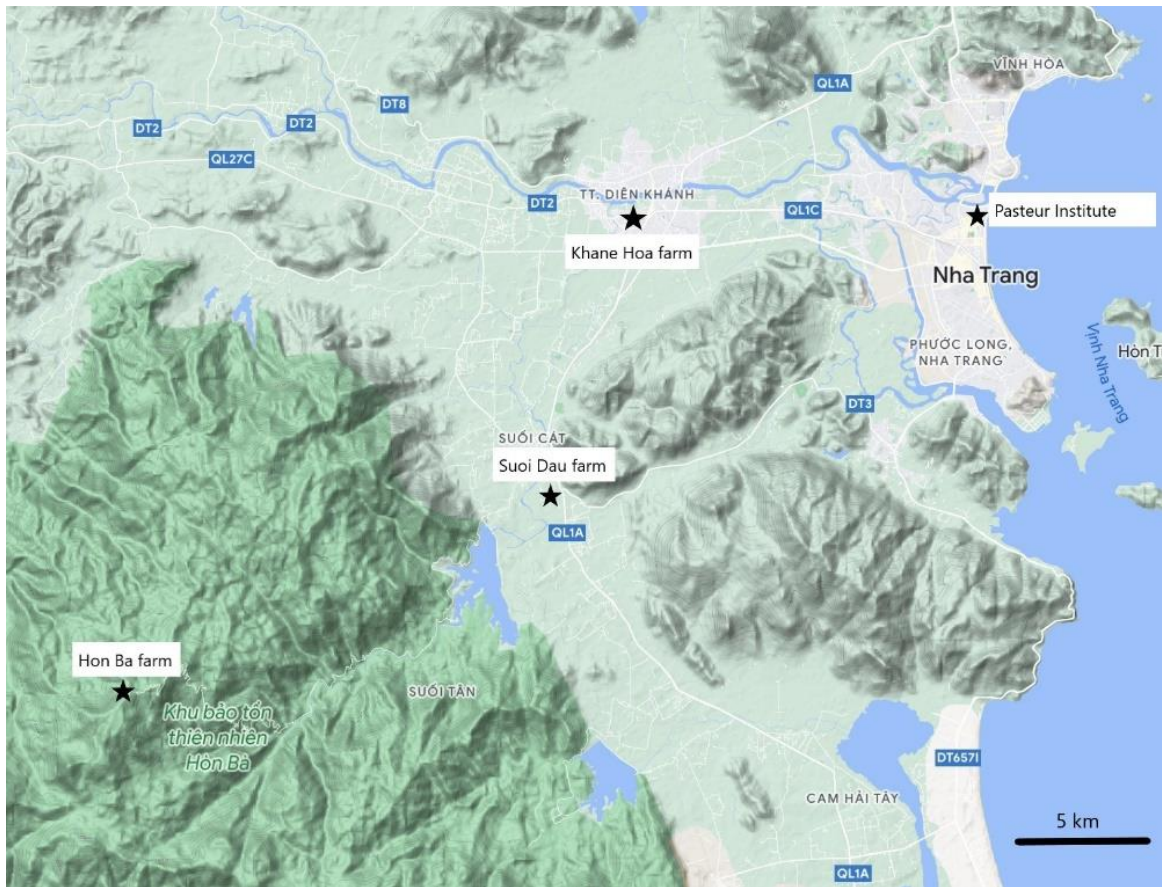 VĨNH HÒA
QL1A
DT8
DT2
DT2
QL27C
TT. DIÊN KHÁNH
DT2
QL1C
Pasteur Institute
Khane Hoa farm
Nha Trang
PHƯỚC LONG,
NHA TRANG
Vịnh Nha Trang
Hòn T
DT3
SUỐI CÁT
Suoi Dau farm
QL1A
Hon Ba farm
SUỐI TÂN
Khu bảo tồn
thiên nhiên
Hòn Bà
DT657I
CAM HẢI TÂY
5 km
QL1A